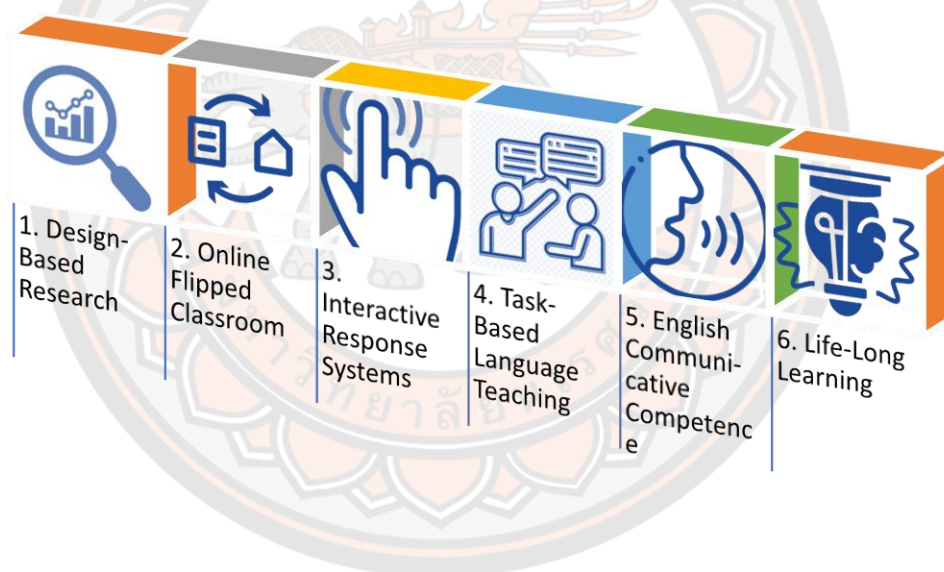 1. Design-
Based
Research
2. Online
Flipped
Classroom
3.
Interactive
Response
Systems
4. Task-
Based
Language
Teaching
5. English
Communi-
cative
Competenc
e
6. Life-Long
Learning